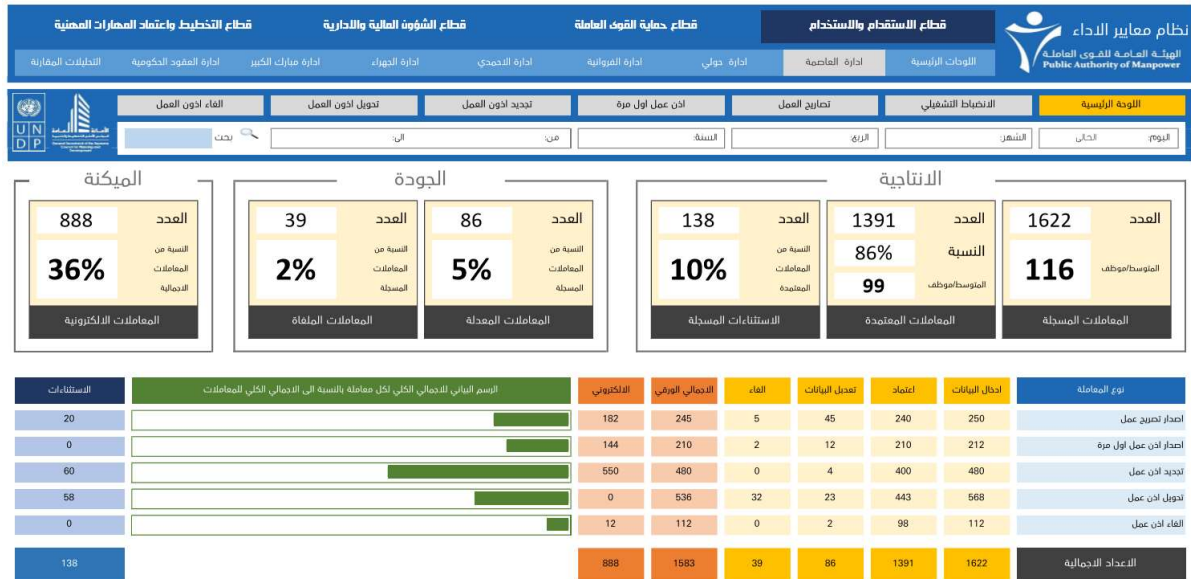 نظام معايير الاداء
الهيئة العامة للقوى العاملة
Public Authority of Manpower
قطاع الاستقدام والاستخدام
قطاع حماية القوى العاملة
قطاع الشؤون المالية والادارية
قطاع التخطيط واعتماد المهارات المهنية
اللوحات الرئيسية
ادارة العاصمة
ادارة حولي
ادارة الفروانية
ادارة الاحمدي
ادارة الجهراء
ادارة مبارك الكبير
ادارة العقود الحكومية
التحليلات المقارنة
اللوحة الرئيسية
الانضباط التشغيلي
تصاريح العمل
اذن عمل اول مرة
تجديد اذون العمل
تحويل اذون العمل
الغاء اذون العمل
UN
DP
اليوم: الحالى
الشهر:
الربع:
السنة:
من:
الى:
بحث
الانتاجية
العدد 1622
المتوسط/موظف 116
المعاملات المسجلة
العدد 1391
النسبة 86%
المتوسط/موظف 99
المعاملات المعتمدة
العدد 138
النسبة من المعاملات المعتمدة 10%
الاستثناءات المسجلة
الجودة
العدد 86
النسبة من المعاملات المسجلة 5%
المعاملات المعدلة
العدد 39
النسبة من المعاملات المسجلة 2%
المعاملات الملغاة
الميكنة
العدد 888
النسبة من المعاملات الاجمالية 36%
المعاملات الالكترونية
نوع المعاملة ادخال البيانات اعتماد تعديل البيانات الغاء الاجمالي الورقي الالكتروني الرسم البياني للاجمالي الكلي لكل معاملة بالنسبة الى الاجمالي الكلي للمعاملات الاستثناءات
اصدار تصريح عمل 250 240 45 5 245 182 20
اصدار اذن عمل اول مرة 212 210 12 2 210 144 0
تجديد اذن عمل 480 400 4 0 480 550 60
تحويل اذن عمل 568 443 23 32 536 0 58
الغاء اذن عمل 112 98 2 0 112 12 0
الاعداد الاجمالية 1622 1391 86 39 1583 888 138